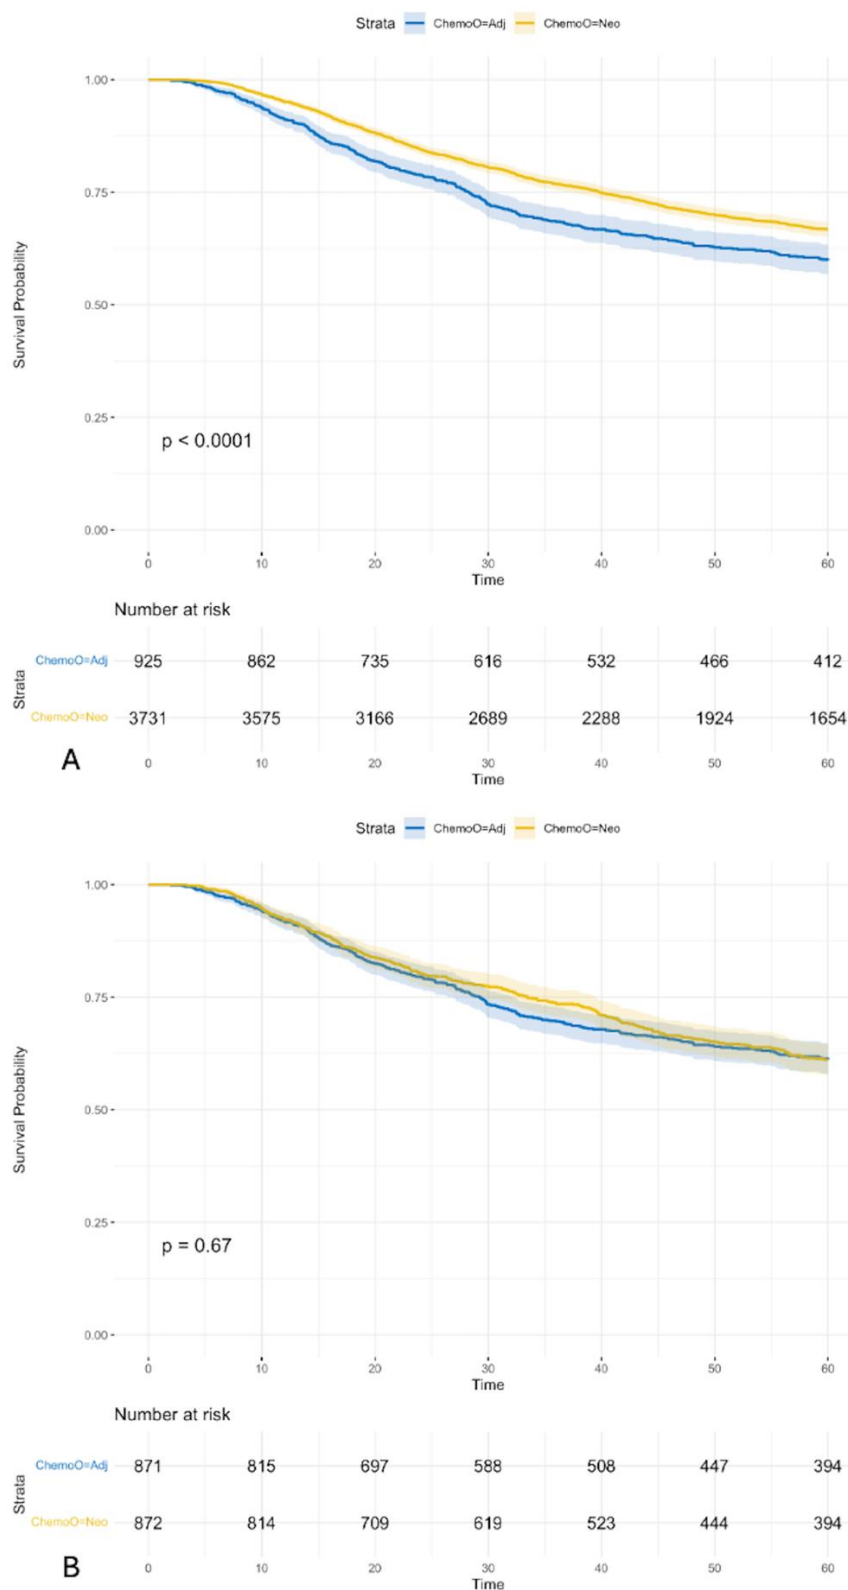 Strata ChemoO=Adj ChemoO=Neo
1.00
0.75
0.50
0.25
0.00
Survival Probability
p < 0.0001
0 10 20 30 40 50 60
Time
Number at risk
Strata
ChemoO=Adj 925 862 735 616 532 466 412
ChemoO=Neo 3731 3575 3166 2689 2288 1924 1654
A
0 10 20 30 40 50 60
Time
Strata ChemoO=Adj ChemoO=Neo
1.00
0.75
0.50
0.25
0.00
Survival Probability
p = 0.67
0 10 20 30 40 50 60
Time
Number at risk
Strata
ChemoO=Adj 871 815 697 588 508 447 394
ChemoO=Neo 872 814 709 619 523 444 394
B
0 10 20 30 40 50 60
Time